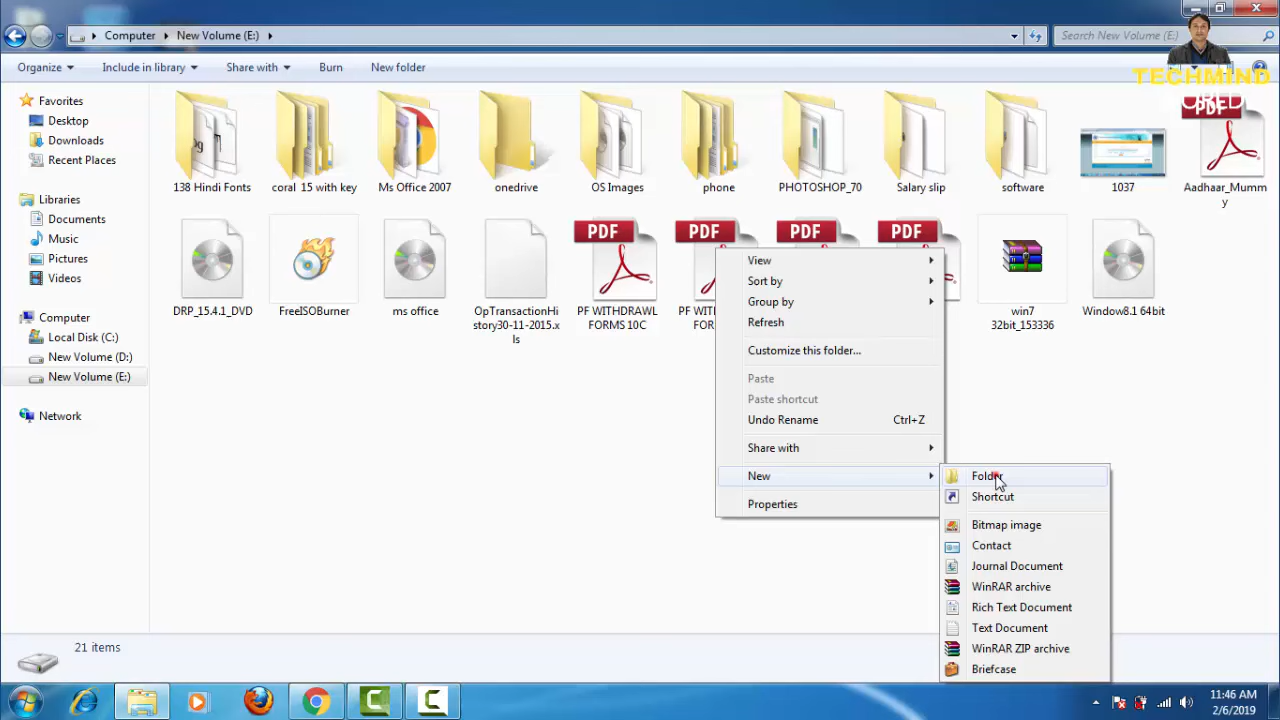 Computer
New Volume (E:)
Search New Volume (E:)
TECHMIND
Organize
Include in library
Share with
Burn
New folder
Favorites
Desktop
Downloads
Recent Places
Libraries
Documents
Music
Pictures
Videos
Computer
Local Disk (C:)
New Volume (D:)
New Volume (E:)
Network
138 Hindi Fonts
coral 15 with key
Ms Office 2007
onedrive
OS Images
phone
PHOTOSHOP_70
Salary slip
software
1037
PDF
Aadhaar_Mumm
y
DRP_15.4.1_DVD
FreeISOBurner
ms office
OpTransactionHi
story30-11-2015.x
ls
PDF
PF WITHDRAWL
FORMS 10C
PDF
PDF
PDF
win7
32bit_153336
Window8.1 64bit
View
Sort by
Group by
Refresh
Customize this folder...
Paste
Paste shortcut
Undo Rename Ctrl+Z
Share with
New
Properties
Folder
Shortcut
Bitmap image
Contact
Journal Document
WinRAR archive
Rich Text Document
Text Document
WinRAR ZIP archive
Briefcase
21 items
11:46 AM
2/6/2019